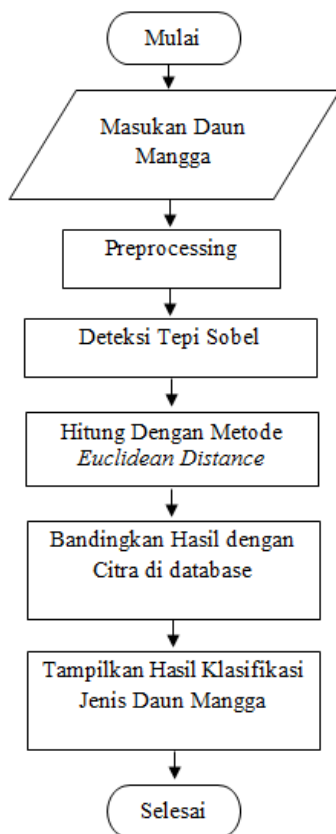 Mulai
Masukan Daun
Mangga
Preprocessing
Deteksi Tepi Sobel
Hitung Dengan Metode
Euclidean Distance
Bandingkan Hasil dengan
Citra di database
Tampilkan Hasil Klasifikasi
Jenis Daun Mangga
Selesai